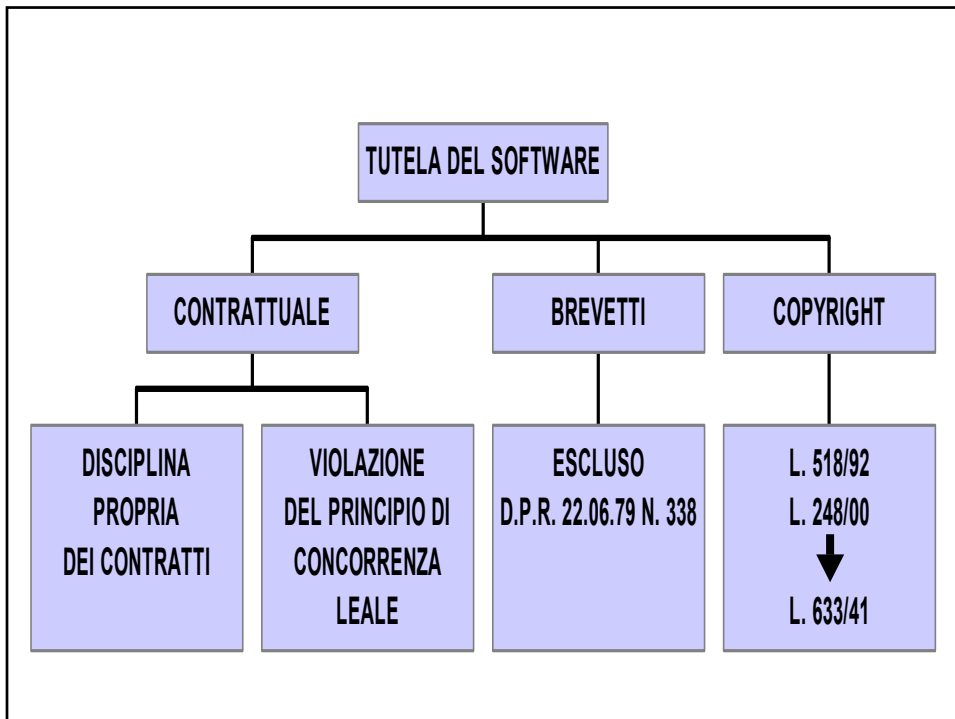 TUTELA DEL SOFTWARE
CONTRATTUALE
BREVETTI
COPYRIGHT
DISCIPLINA
PROPRIA
DEI CONTRATTI
VIOLAZIONE
DEL PRINCIPIO DI
CONCORRENZA
LEALE
ESCLUSO
D.P.R. 22.06.79 N. 338
L. 518/92
L. 248/00
L. 633/41